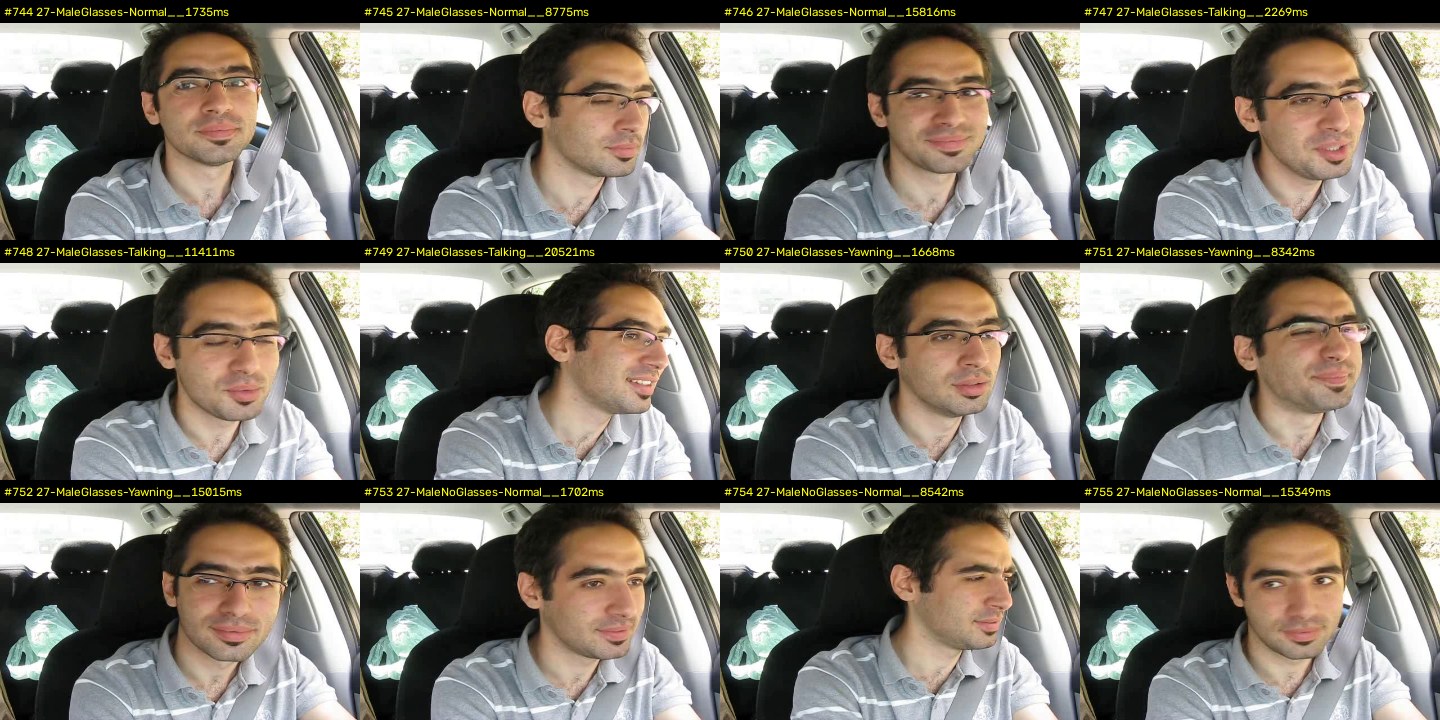 #744 27-MaleGlasses-Normal__1735ms
#745 27-MaleGlasses-Normal__8775ms
#746 27-MaleGlasses-Normal__15816ms
#747 27-MaleGlasses-Talking__2269ms
#748 27-MaleGlasses-Talking__11411ms
#749 27-MaleGlasses-Talking__20521ms
#750 27-MaleGlasses-Yawning__1668ms
#751 27-MaleGlasses-Yawning__8342ms
#752 27-MaleGlasses-Yawning__15015ms
#753 27-MaleNoGlasses-Normal__1702ms
#754 27-MaleNoGlasses-Normal__8542ms
#755 27-MaleNoGlasses-Normal__15349ms